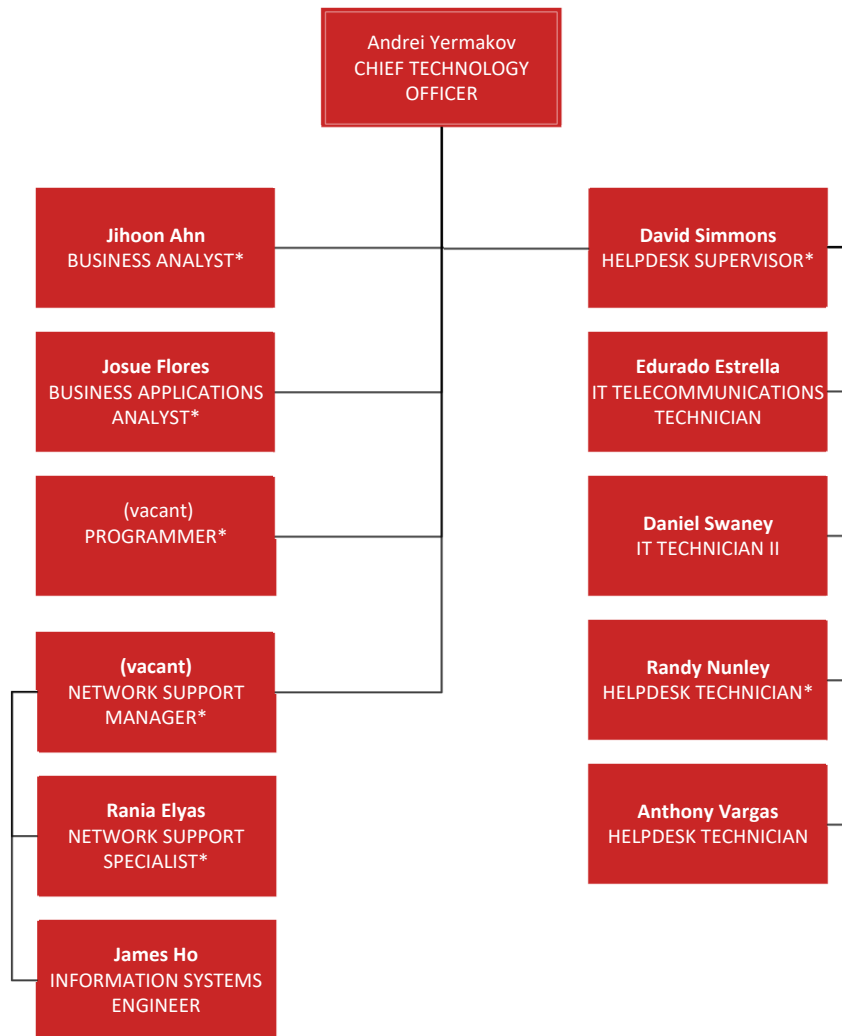 Andrei Yermakov
CHIEF TECHNOLOGY
OFFICER
Jihoon Ahn
BUSINESS ANALYST*
Josue Flores
BUSINESS APPLICATIONS
ANALYST*
(vacant)
PROGRAMMER*
(vacant)
NETWORK SUPPORT
MANAGER*
Rania Elyas
NETWORK SUPPORT
SPECIALIST*
James Ho
INFORMATION SYSTEMS
ENGINEER
David Simmons
HELPDESK SUPERVISOR*
Edurado Estrella
IT TELECOMMUNICATIONS
TECHNICIAN
Daniel Swaney
IT TECHNICIAN II
Randy Nunley
HELPDESK TECHNICIAN*
Anthony Vargas
HELPDESK TECHNICIAN